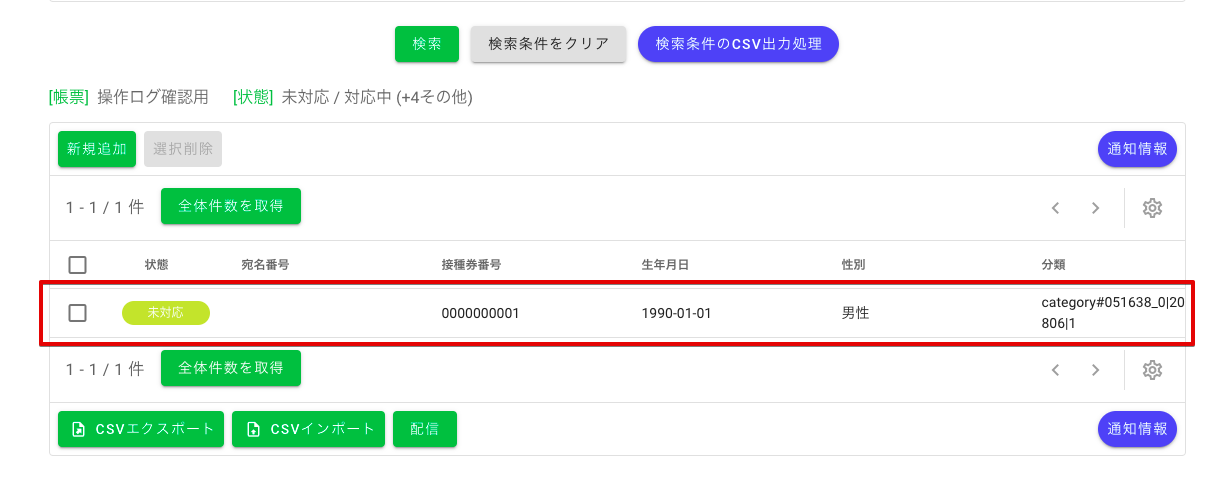 検索 検索条件をクリア 検索条件のCSV出力処理
[帳票] 操作ログ確認用 [状態] 未対応 / 対応中 (+4その他)
新規追加 選択削除 通知情報
1 - 1 / 1 件 全体件数を取得
状態 宛名番号 接種券番号 生年月日 性別 分類
未対応 0000000001 1990-01-01 男性 category#051638_0|20
806|1
1 - 1 / 1 件 全体件数を取得
CSVエクスポート CSVインポート 配信 通知情報